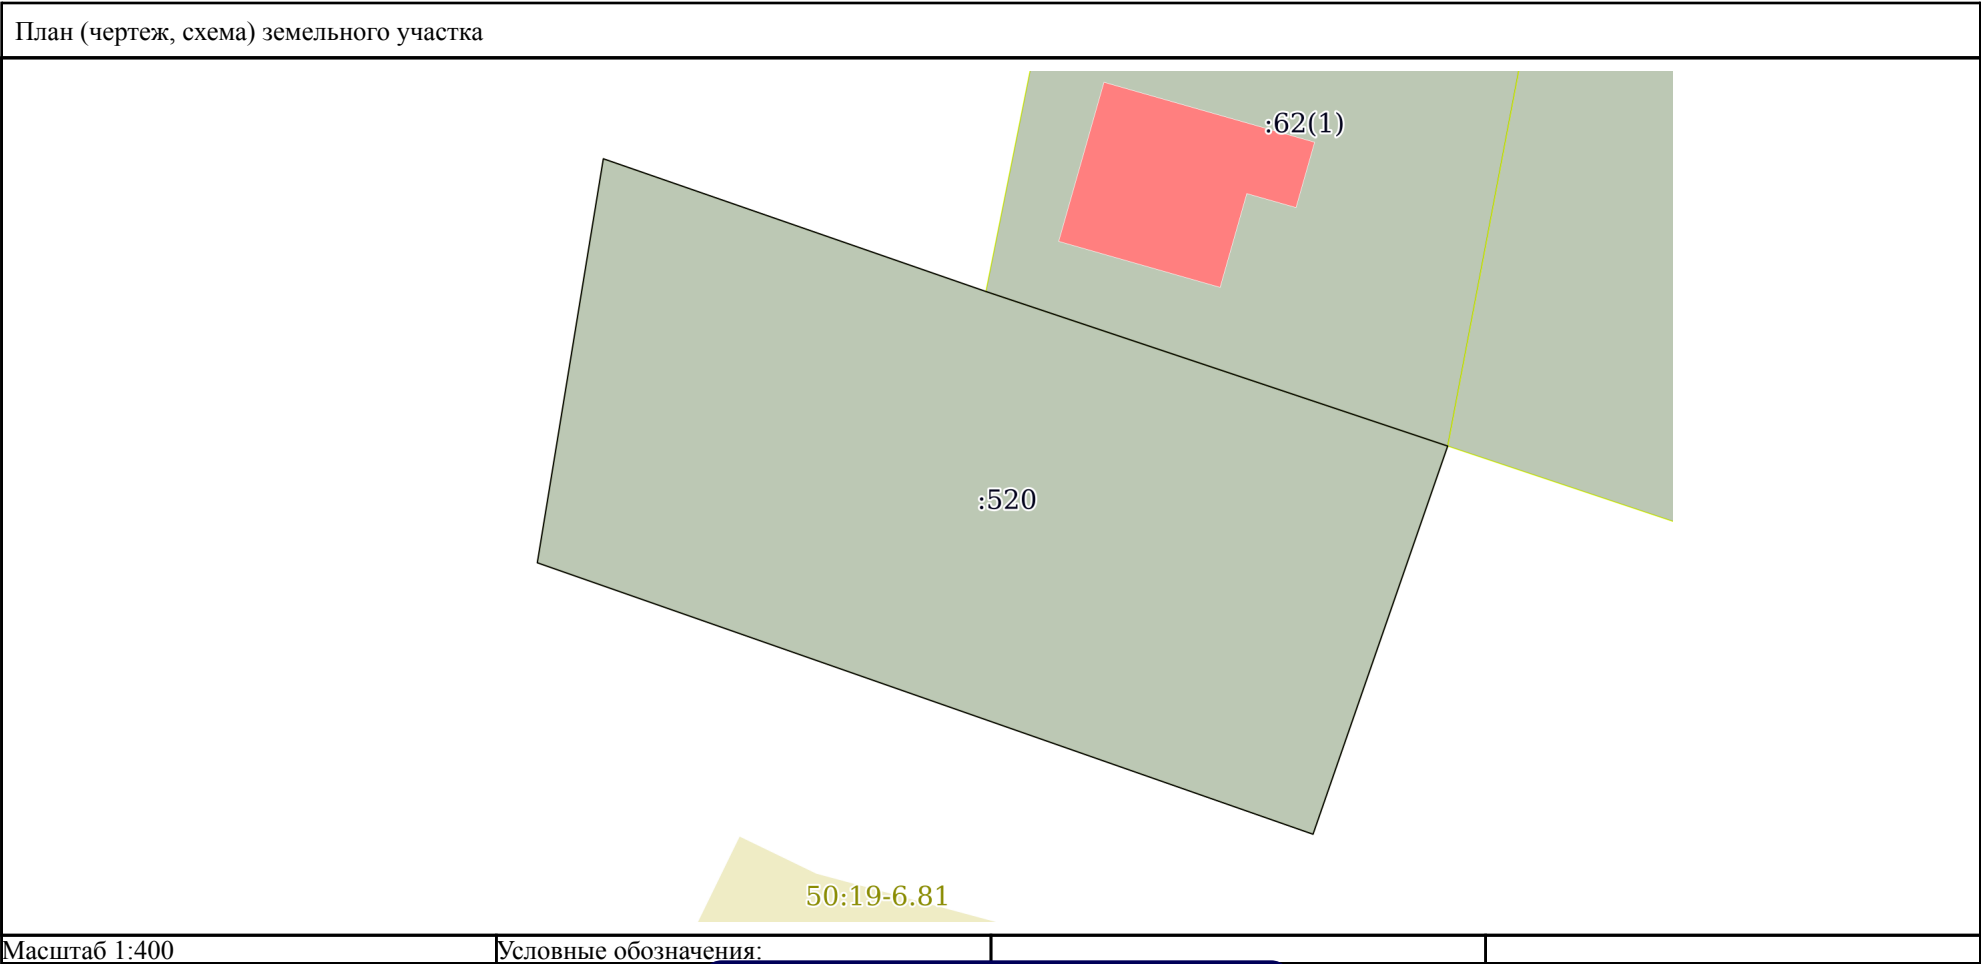 План (чертеж, схема) земельного участка
:62(1)
:520
50:19-6.81
Масштаб 1:400
Условные обозначения: